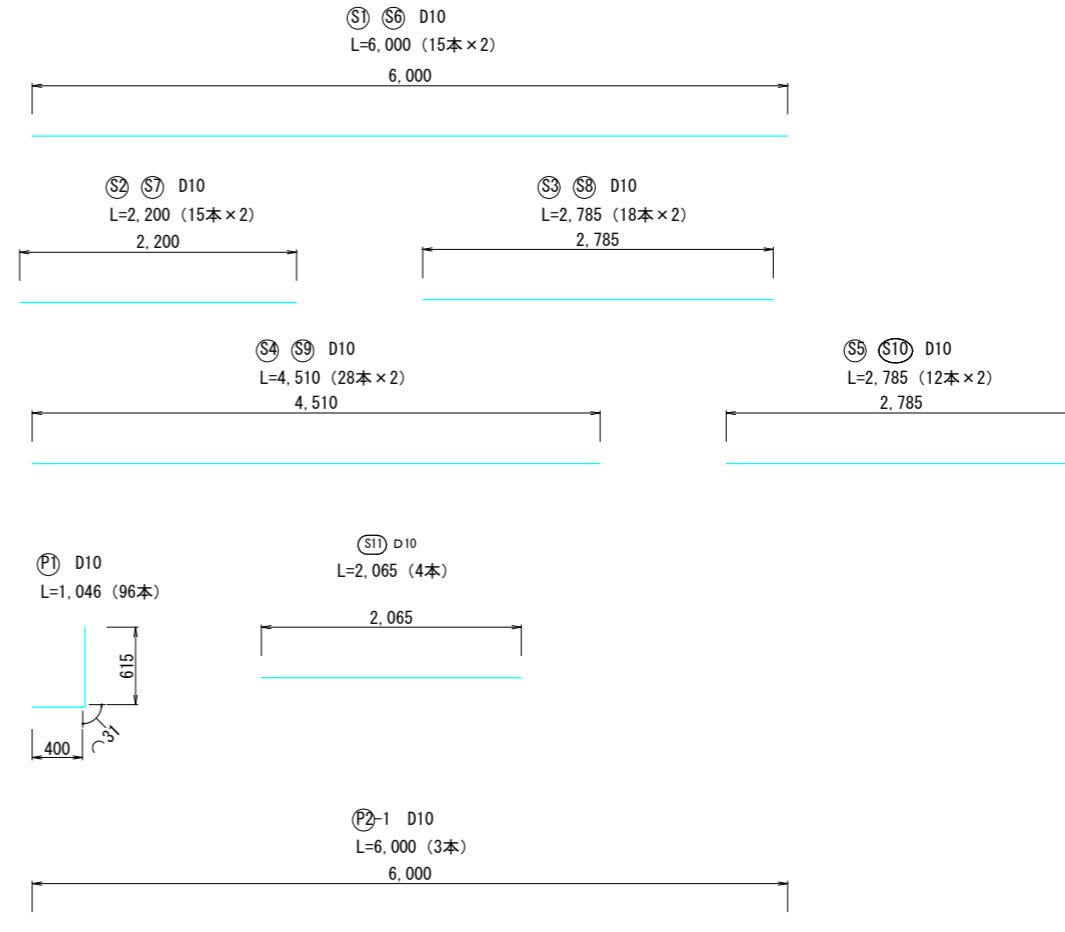 S1 S6 D10
L=6,000 (15本×2)
6,000
S2 S7 D10
L=2,200 (15本×2)
2,200
S3 S8 D10
L=2,785 (18本×2)
2,785
S4 S9 D10
L=4,510 (28本×2)
4,510
S5 S10 D10
L=2,785 (12本×2)
2,785
P1 D10
L=1,046 (96本)
615
400
⌒31
S11 D10
L=2,065 (4本)
2,065
P2-1 D10
L=6,000 (3本)
6,000